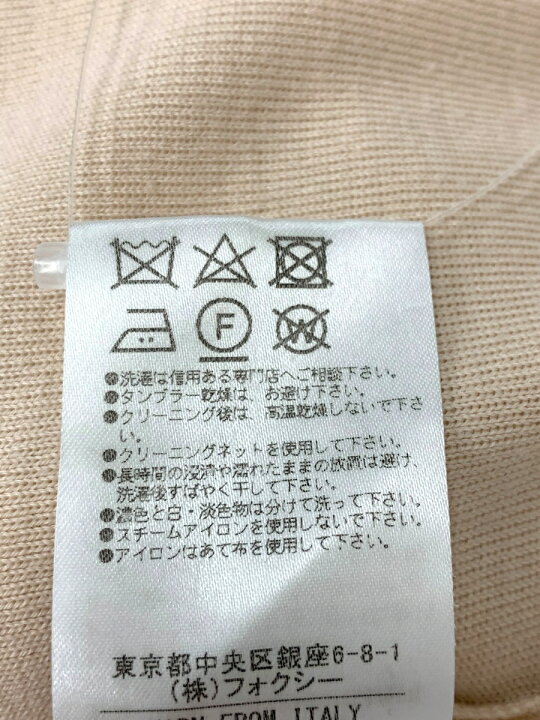 F
W
●洗濯は信用ある専門店へご相談下さい。
●タンブラー乾燥は、お避け下さい。
●クリーニング後は、高温乾燥しないで下さ
い。
●クリーニングネットを使用して下さい。
●長時間の浸漬や濡れたままの放置は避け、
洗濯後すばやく干して下さい。
●濃色と白・淡色物は分けて洗って下さい。
●スチームアイロンを使用しないで下さい。
●アイロンはあて布を使用して下さい。
東京都中央区銀座6-8-1
(株)フォクシー
FROM ITALY